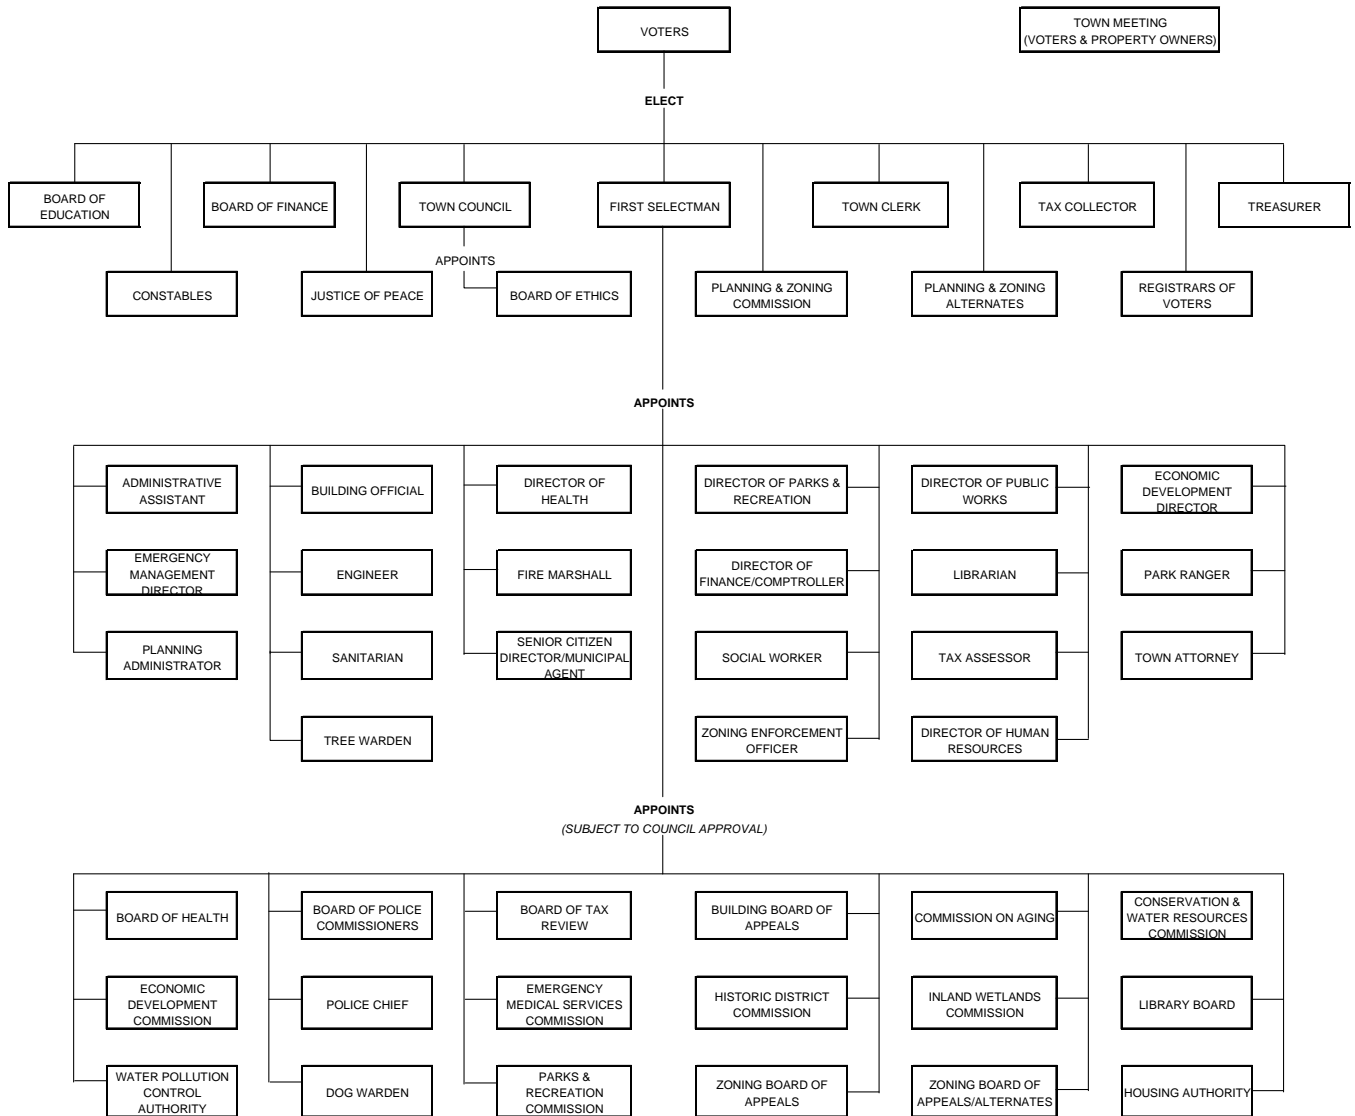 VOTERS
TOWN MEETING
(VOTERS & PROPERTY OWNERS)
ELECT
BOARD OF
EDUCATION
BOARD OF FINANCE
TOWN COUNCIL
FIRST SELECTMAN
TOWN CLERK
TAX COLLECTOR
TREASURER
APPOINTS
CONSTABLES
JUSTICE OF PEACE
BOARD OF ETHICS
PLANNING & ZONING
COMMISSION
PLANNING & ZONING
ALTERNATES
REGISTRARS OF
VOTERS
APPOINTS
ADMINISTRATIVE
ASSISTANT
BUILDING OFFICIAL
DIRECTOR OF
HEALTH
DIRECTOR OF PARKS &
RECREATION
DIRECTOR OF PUBLIC
WORKS
ECONOMIC
DEVELOPMENT
DIRECTOR
EMERGENCY
MANAGEMENT
DIRECTOR
ENGINEER
FIRE MARSHALL
DIRECTOR OF
FINANCE/COMPTROLLER
LIBRARIAN
PARK RANGER
PLANNING
ADMINISTRATOR
SANITARIAN
SENIOR CITIZEN
DIRECTOR/MUNICIPAL
AGENT
SOCIAL WORKER
TAX ASSESSOR
TOWN ATTORNEY
TREE WARDEN
ZONING ENFORCEMENT
OFFICER
DIRECTOR OF HUMAN
RESOURCES
APPOINTS
(SUBJECT TO COUNCIL APPROVAL)
BOARD OF HEALTH
BOARD OF POLICE
COMMISSIONERS
BOARD OF TAX
REVIEW
BUILDING BOARD OF
APPEALS
COMMISSION ON AGING
CONSERVATION &
WATER RESOURCES
COMMISSION
ECONOMIC
DEVELOPMENT
COMMISSION
POLICE CHIEF
EMERGENCY
MEDICAL SERVICES
COMMISSION
HISTORIC DISTRICT
COMMISSION
INLAND WETLANDS
COMMISSION
LIBRARY BOARD
WATER POLLUTION
CONTROL
AUTHORITY
DOG WARDEN
PARKS &
RECREATION
COMMISSION
ZONING BOARD OF
APPEALS
ZONING BOARD OF
APPEALS/ALTERNATES
HOUSING AUTHORITY